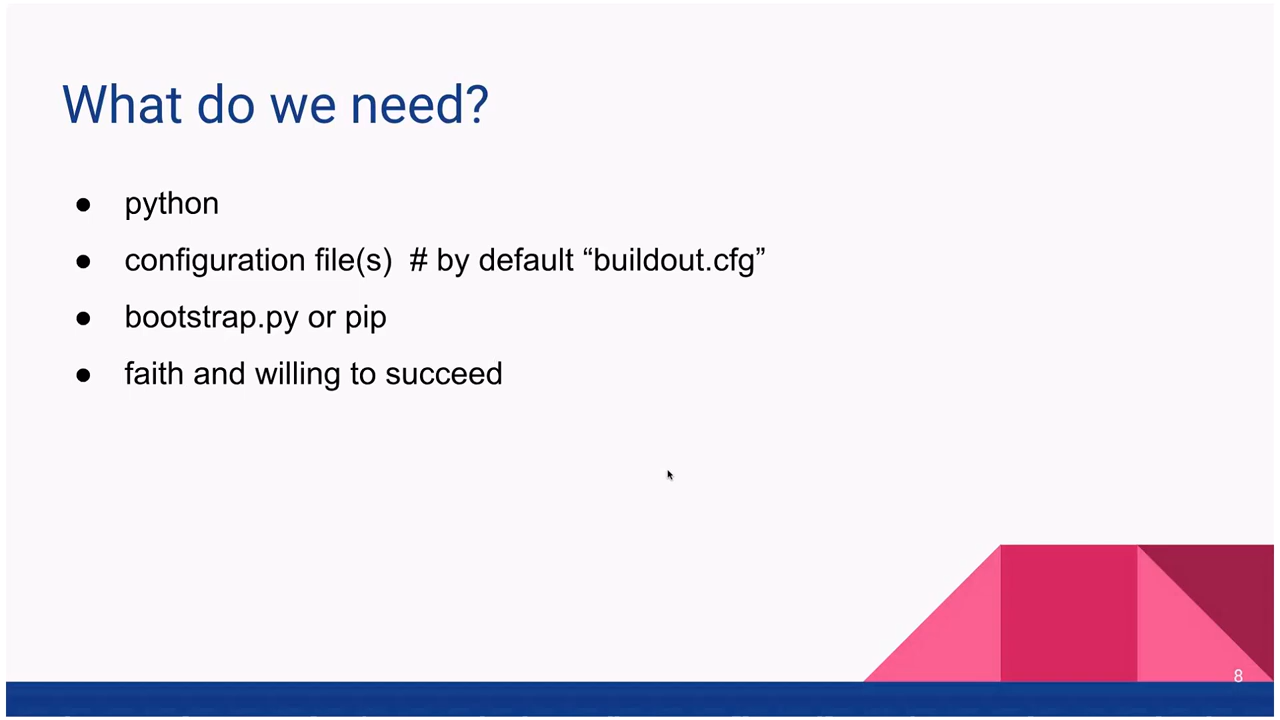 What do we need?
● python
● configuration file(s) # by default “buildout.cfg”
● bootstrap.py or pip
● faith and willing to succeed
8